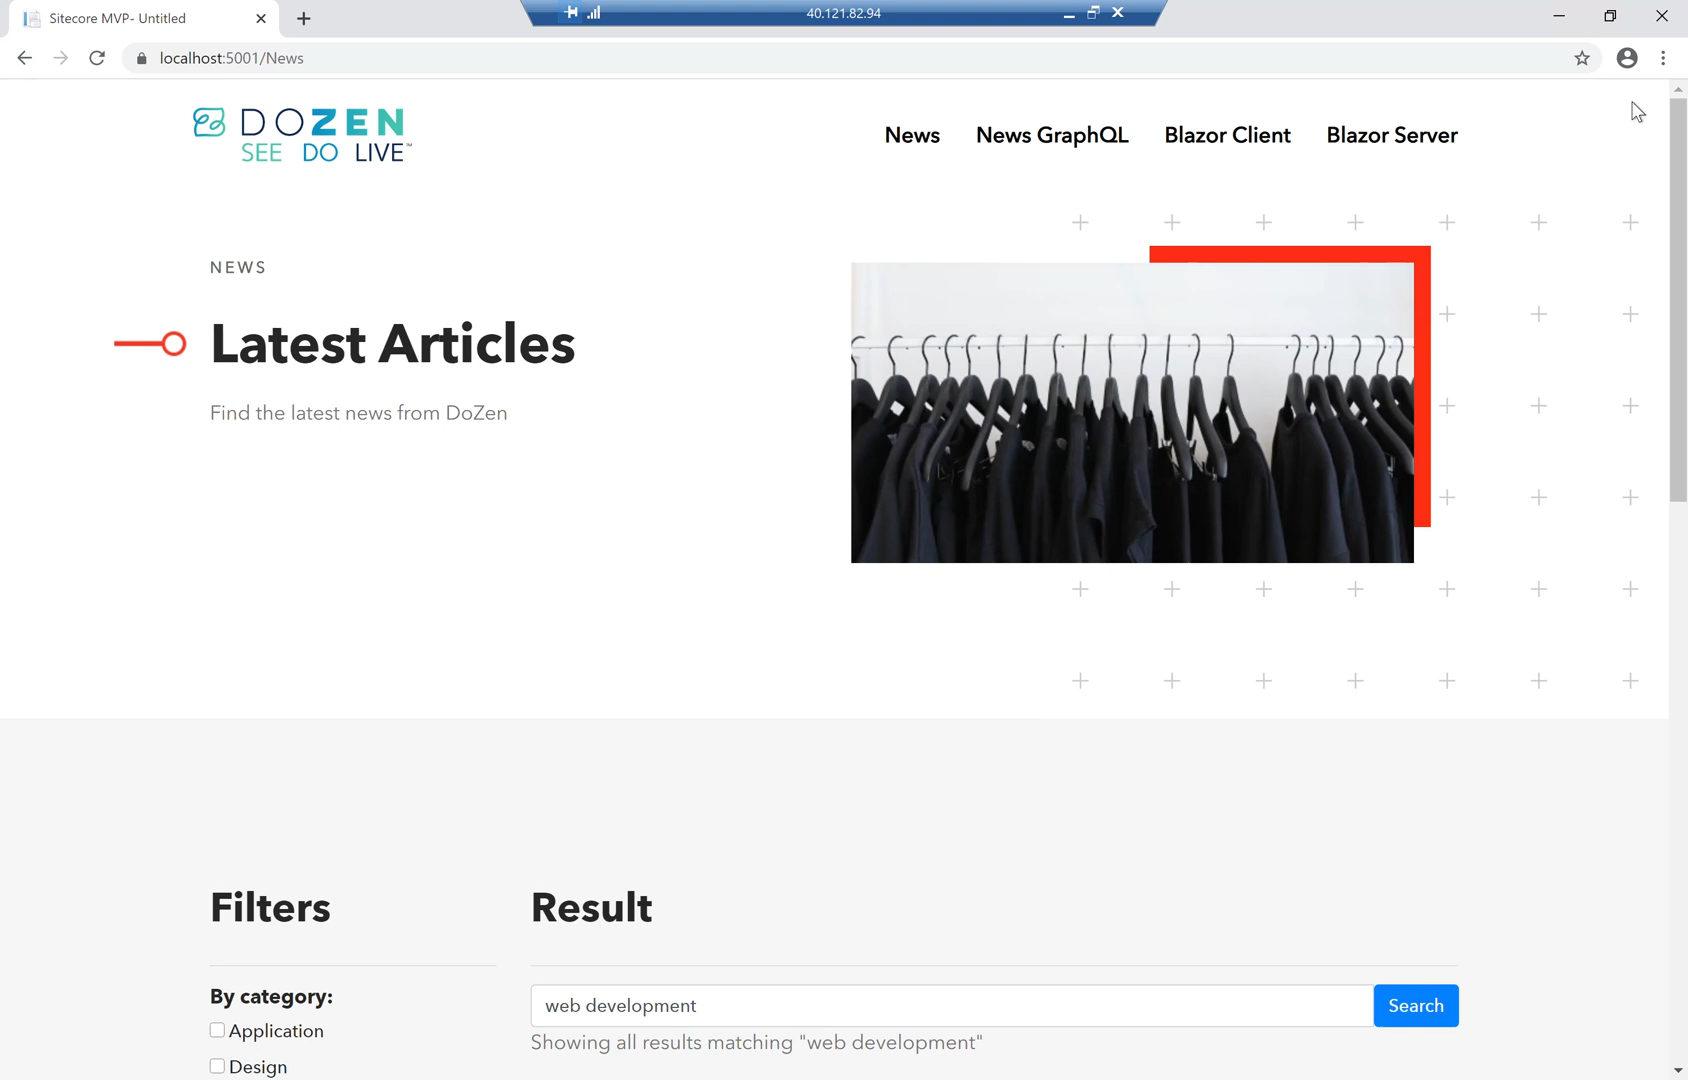 Sitecore MVP- Untitled
40.121.82.94
localhost:5001/News
DOZEN
SEE DO LIVE™
News
News GraphQL
Blazor Client
Blazor Server
NEWS
Latest Articles
Find the latest news from DoZen
Filters
Result
By category:
Application
Design
web development
Search
Showing all results matching "web development"